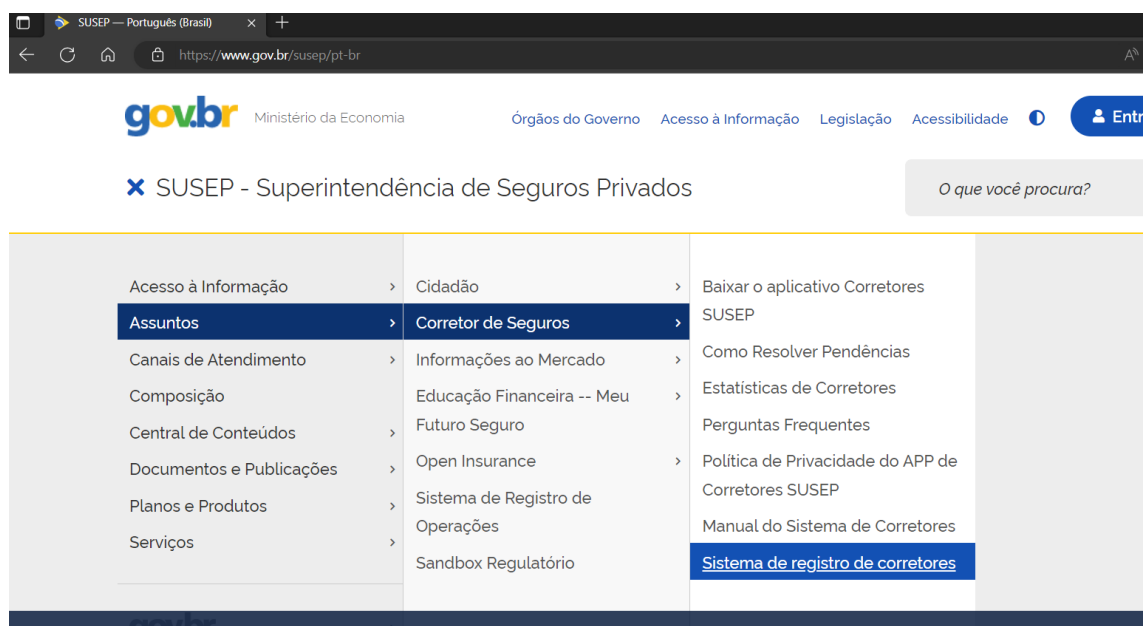 SUSEP — Português (Brasil)
https://www.gov.br/susep/pt-br
gov.br
Ministério da Economia
Órgãos do Governo
Acesso à Informação
Legislação
Acessibilidade
Entr
SUSEP - Superintendência de Seguros Privados
O que você procura?
Acesso à Informação
Assuntos
Canais de Atendimento
Composição
Central de Conteúdos
Documentos e Publicações
Planos e Produtos
Serviços
Cidadão
Corretor de Seguros
Informações ao Mercado
Educação Financeira -- Meu
Futuro Seguro
Open Insurance
Sistema de Registro de
Operações
Sandbox Regulatório
Baixar o aplicativo Corretores
SUSEP
Como Resolver Pendências
Estatísticas de Corretores
Perguntas Frequentes
Política de Privacidade do APP de
Corretores SUSEP
Manual do Sistema de Corretores
Sistema de registro de corretores
gov.br